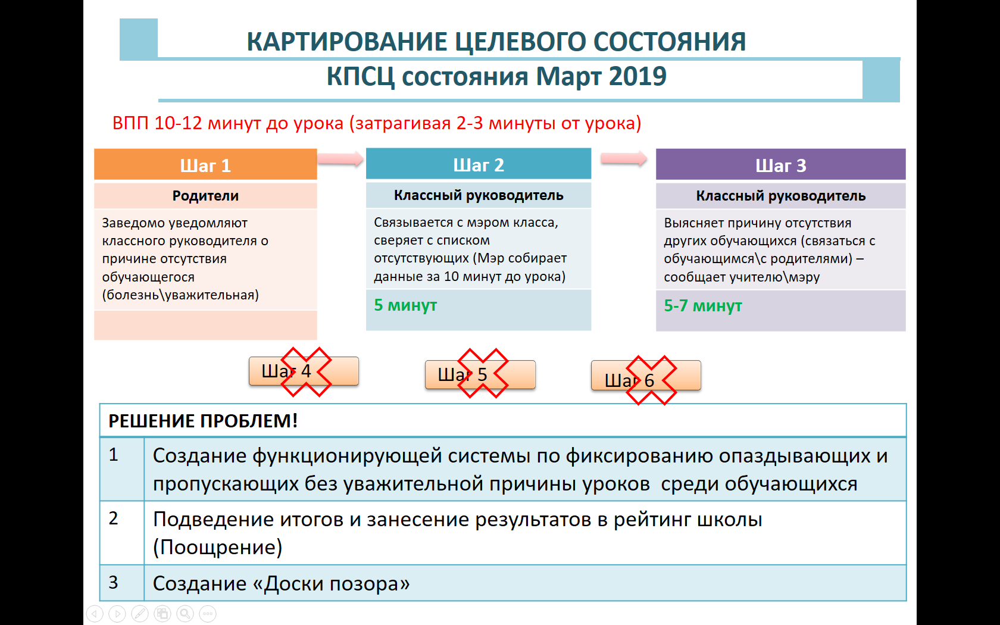 КАРТИРОВАНИЕ ЦЕЛЕВОГО СОСТОЯНИЯ
КПСЦ состояния Март 2019
ВПП 10-12 минут до урока (затрагивая 2-3 минуты от урока)
Шаг 1
Родители
Заведомо уведомляют
классного руководителя о
причине отсутствия
обучающегося
(болезнь\уважительная)
Шаг 2
Классный руководитель
Связывается с мэром класса,
сверяет с списком
отсутствующих (Мэр собирает
данные за 10 минут до урока)
5 минут
Шаг 3
Классный руководитель
Выясняет причину отсутствия
других обучающихся (связаться с
обучающимся\с родителями) –
сообщает учителю\мэру
5-7 минут
Шаг 4
Шаг 5
Шаг 6
РЕШЕНИЕ ПРОБЛЕМ!
1
Создание функционирующей системы по фиксированию опаздывающих и
пропускающих без уважительной причины уроков  среди обучающихся
2
Подведение итогов и занесение результатов в рейтинг школы
(Поощрение)
3
Создание «Доски позора»